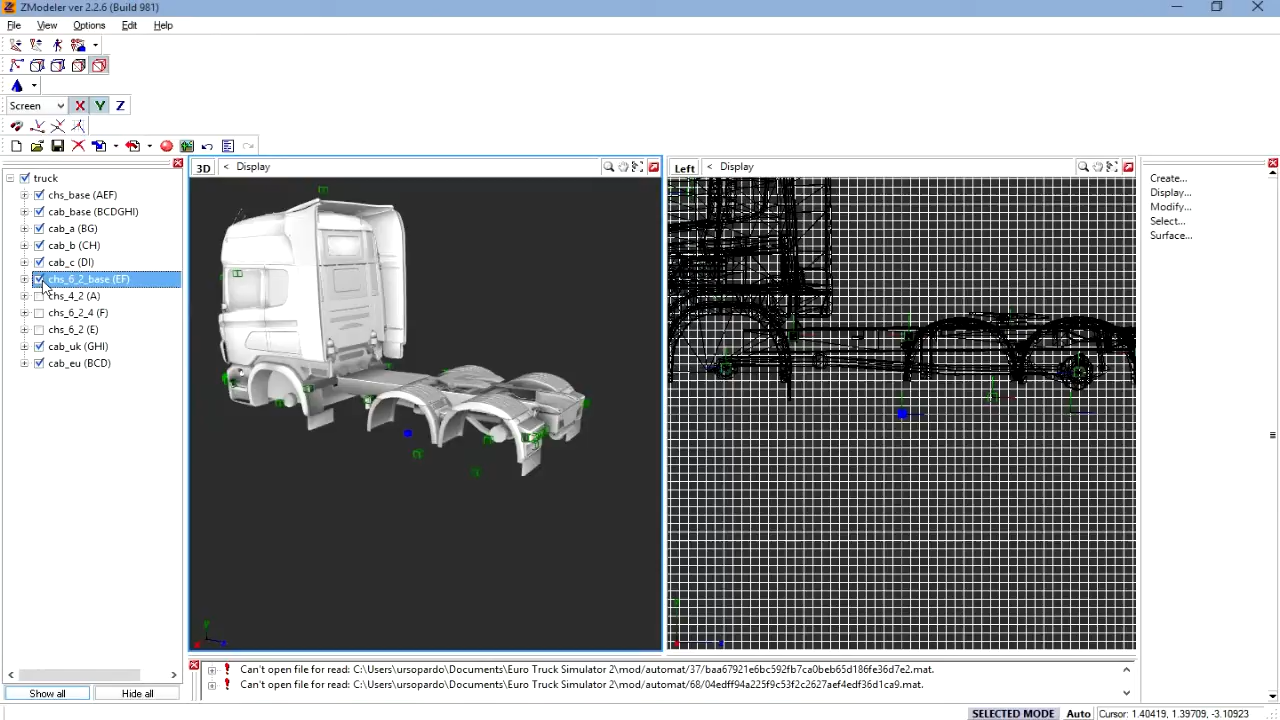 ZModeler ver 2.2.6 (Build 981)
File View Options Edit Help
Screen X Y Z
3D < Display
Left < Display
truck
chs_base (AEF)
cab_base (BCDGHI)
cab_a (BG)
cab_b (CH)
cab_c (DI)
chs_6_2_base (EF)
chs_4_2 (A)
chs_6_2_4 (F)
chs_6_2 (E)
cab_uk (GHI)
cab_eu (BCD)
Show all
Hide all
Create...
Display...
Modify...
Select...
Surface...
Can't open file for read: C:\Users\ursopardo\Documents\Euro Truck Simulator 2\mod/automat/37/baa67921e6bc592fb7ca0beb65d186fe36d7e2.mat.
Can't open file for read: C:\Users\ursopardo\Documents\Euro Truck Simulator 2\mod/automat/68/04edff94a225f9c53f2c2627aef4edf36d1ca9.mat.
SELECTED MODE Auto Cursor: 1.40419, 1.39709, -3.10923